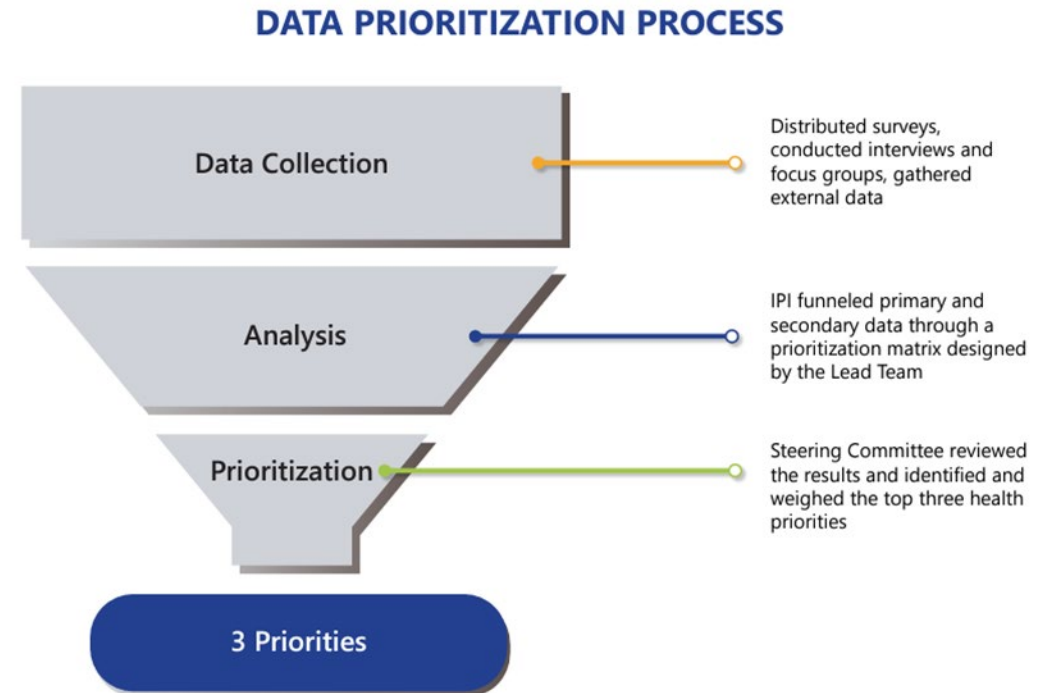 DATA PRIORITIZATION PROCESS
Data Collection
Distributed surveys,
conducted interviews and
focus groups, gathered
external data
Analysis
IPI funneled primary and
secondary data through a
prioritization matrix designed
by the Lead Team
Prioritization
Steering Committee reviewed
the results and identified and
weighed the top three health
priorities
3 Priorities